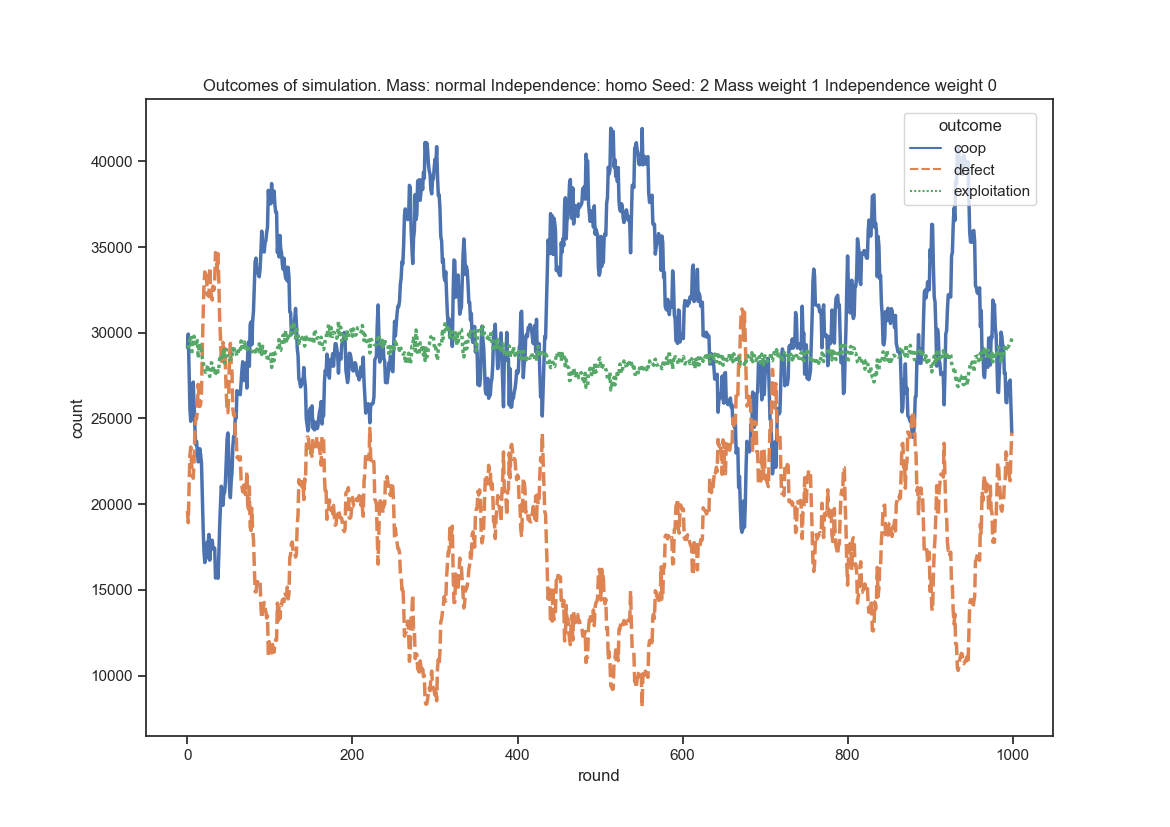 Outcomes of simulation. Mass: normal Independence: homo Seed: 2 Mass weight 1 Independence weight 0
outcome
coop
defect
exploitation
40000
35000
30000
25000
20000
15000
10000
count
0 200 400 600 800 1000
round